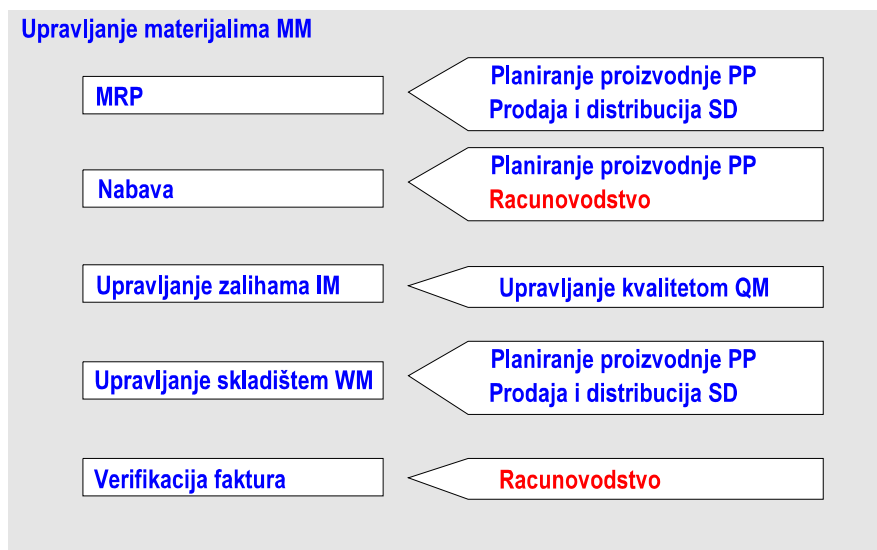 Upravljanje materijalima MM
MRP
Planiranje proizvodnje PP
Prodaja i distribucija SD
Nabava
Planiranje proizvodnje PP
Racunovodstvo
Upravljanje zalihama IM
Upravljanje kvalitetom QM
Upravljanje skladištem WM
Planiranje proizvodnje PP
Prodaja i distribucija SD
Verifikacija faktura
Racunovodstvo